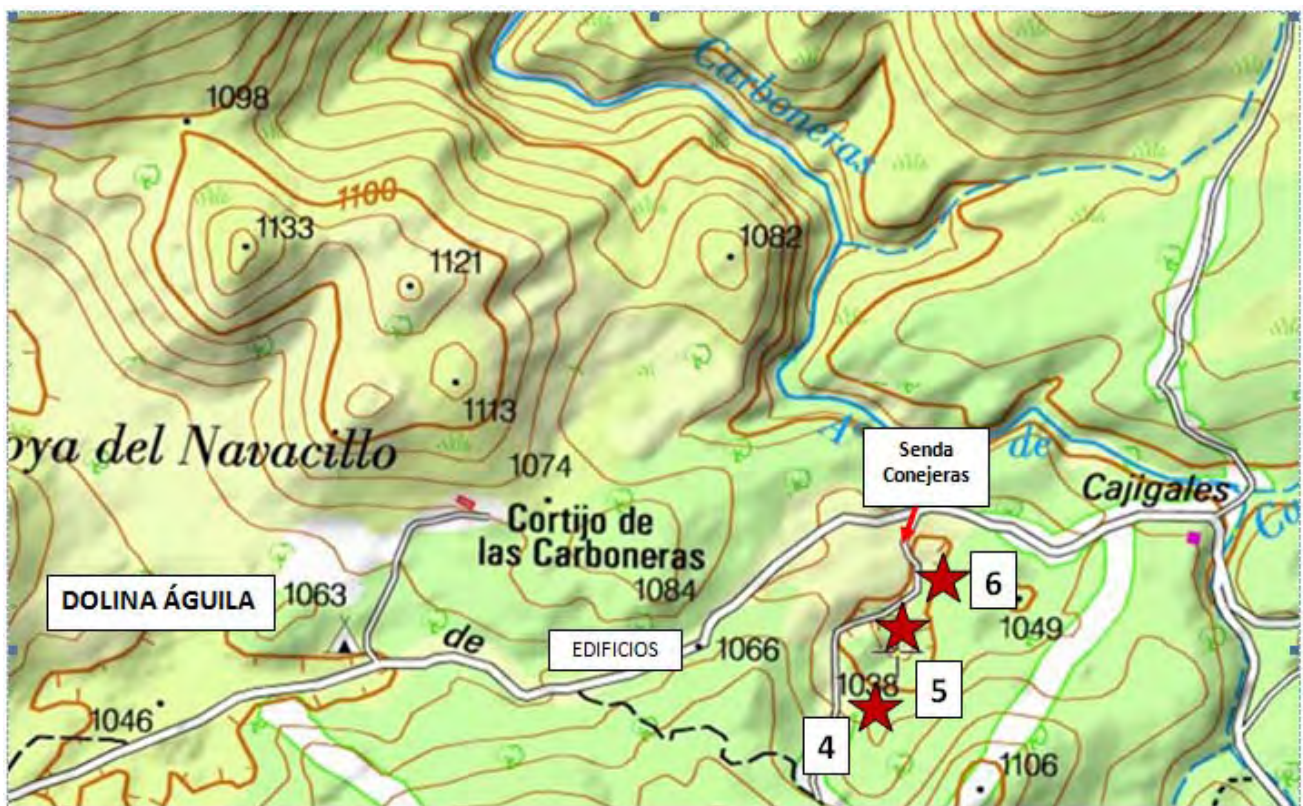 Carboneras
1098
1100
1133
1082
1121
1113
oya del Navacillo
1074
A
de
Senda
Conejeras
Cajigales
Cortijo de
las Carboneras
Co
DOLINA ÁGUILA
1063
1084
6
de
EDIFICIOS
1066
1049
1038
5
1046
4
1106